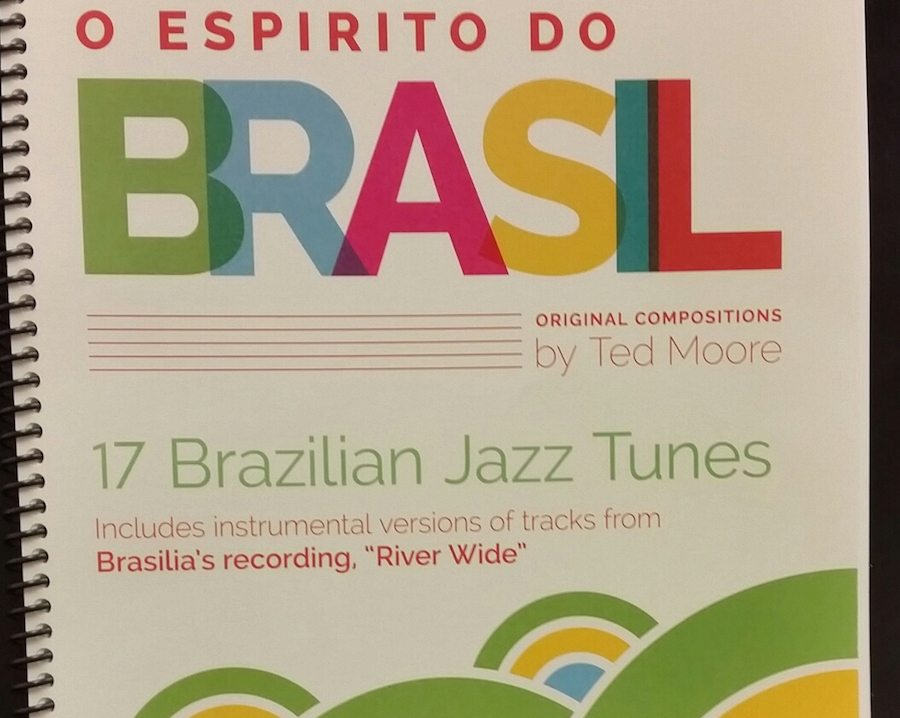 O ESPIRITO DO
BRASIL
ORIGINAL COMPOSITIONS
by Ted Moore
17 Brazilian Jazz Tunes
Includes instrumental versions of tracks from
Brasilia's recording, “River Wide”